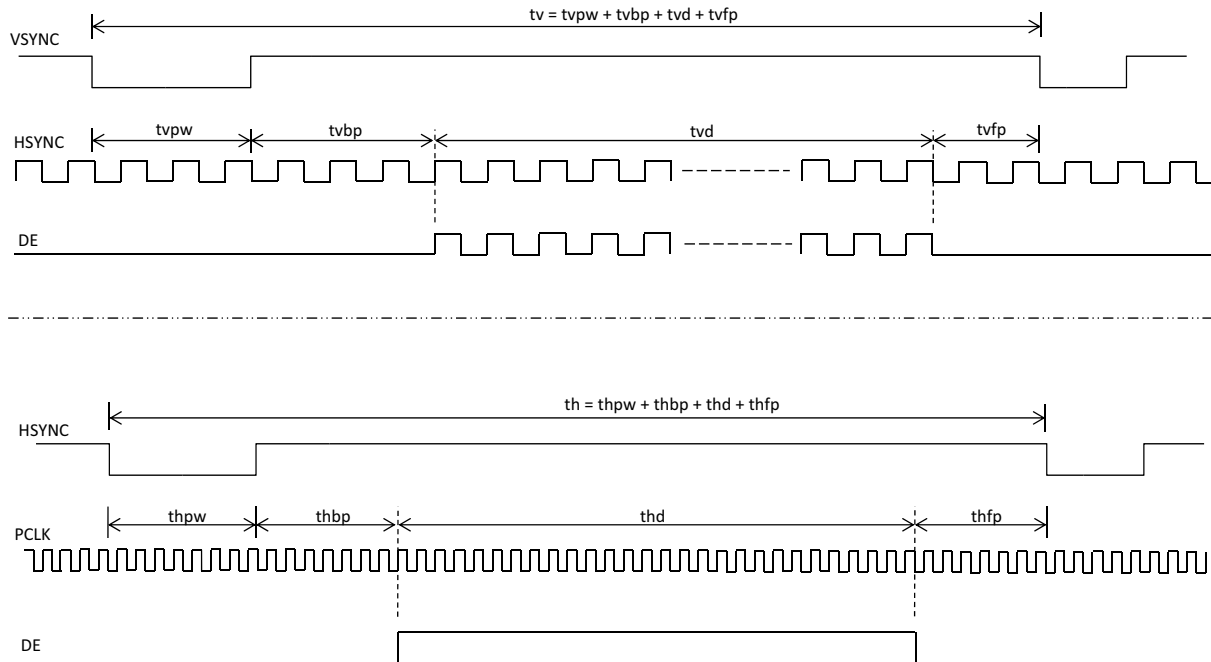 tv = tvpw + tvbp + tvd + tvfp
VSYNC
HSYNC
tvpw
tvbp
tvd
tvfp
DE
th = thpw + thbp + thd + thfp
HSYNC
thpw
thbp
thd
thfp
PCLK
DE